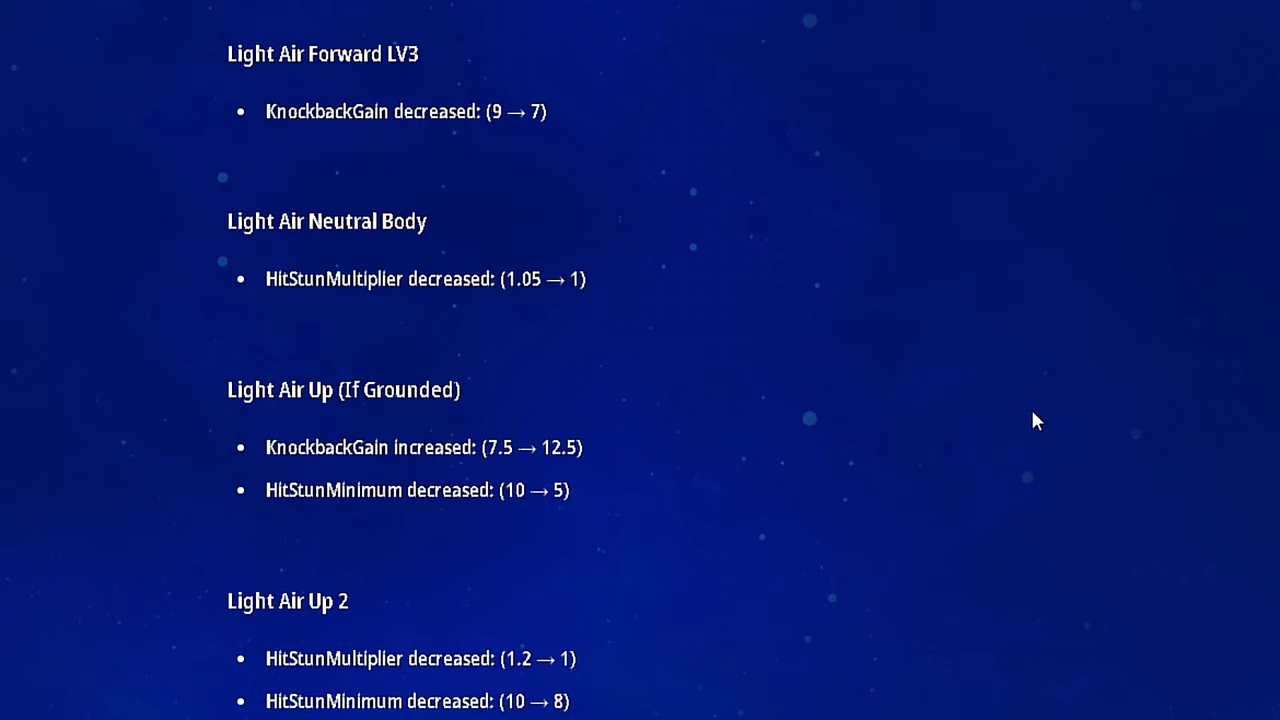 Light Air Forward LV3
• KnockbackGain decreased: (9 → 7)
Light Air Neutral Body
• HitStunMultiplier decreased: (1.05 → 1)
Light Air Up (If Grounded)
• KnockbackGain increased: (7.5 → 12.5)
• HitStunMinimum decreased: (10 → 5)
Light Air Up 2
• HitStunMultiplier decreased: (1.2 → 1)
• HitStunMinimum decreased: (10 → 8)